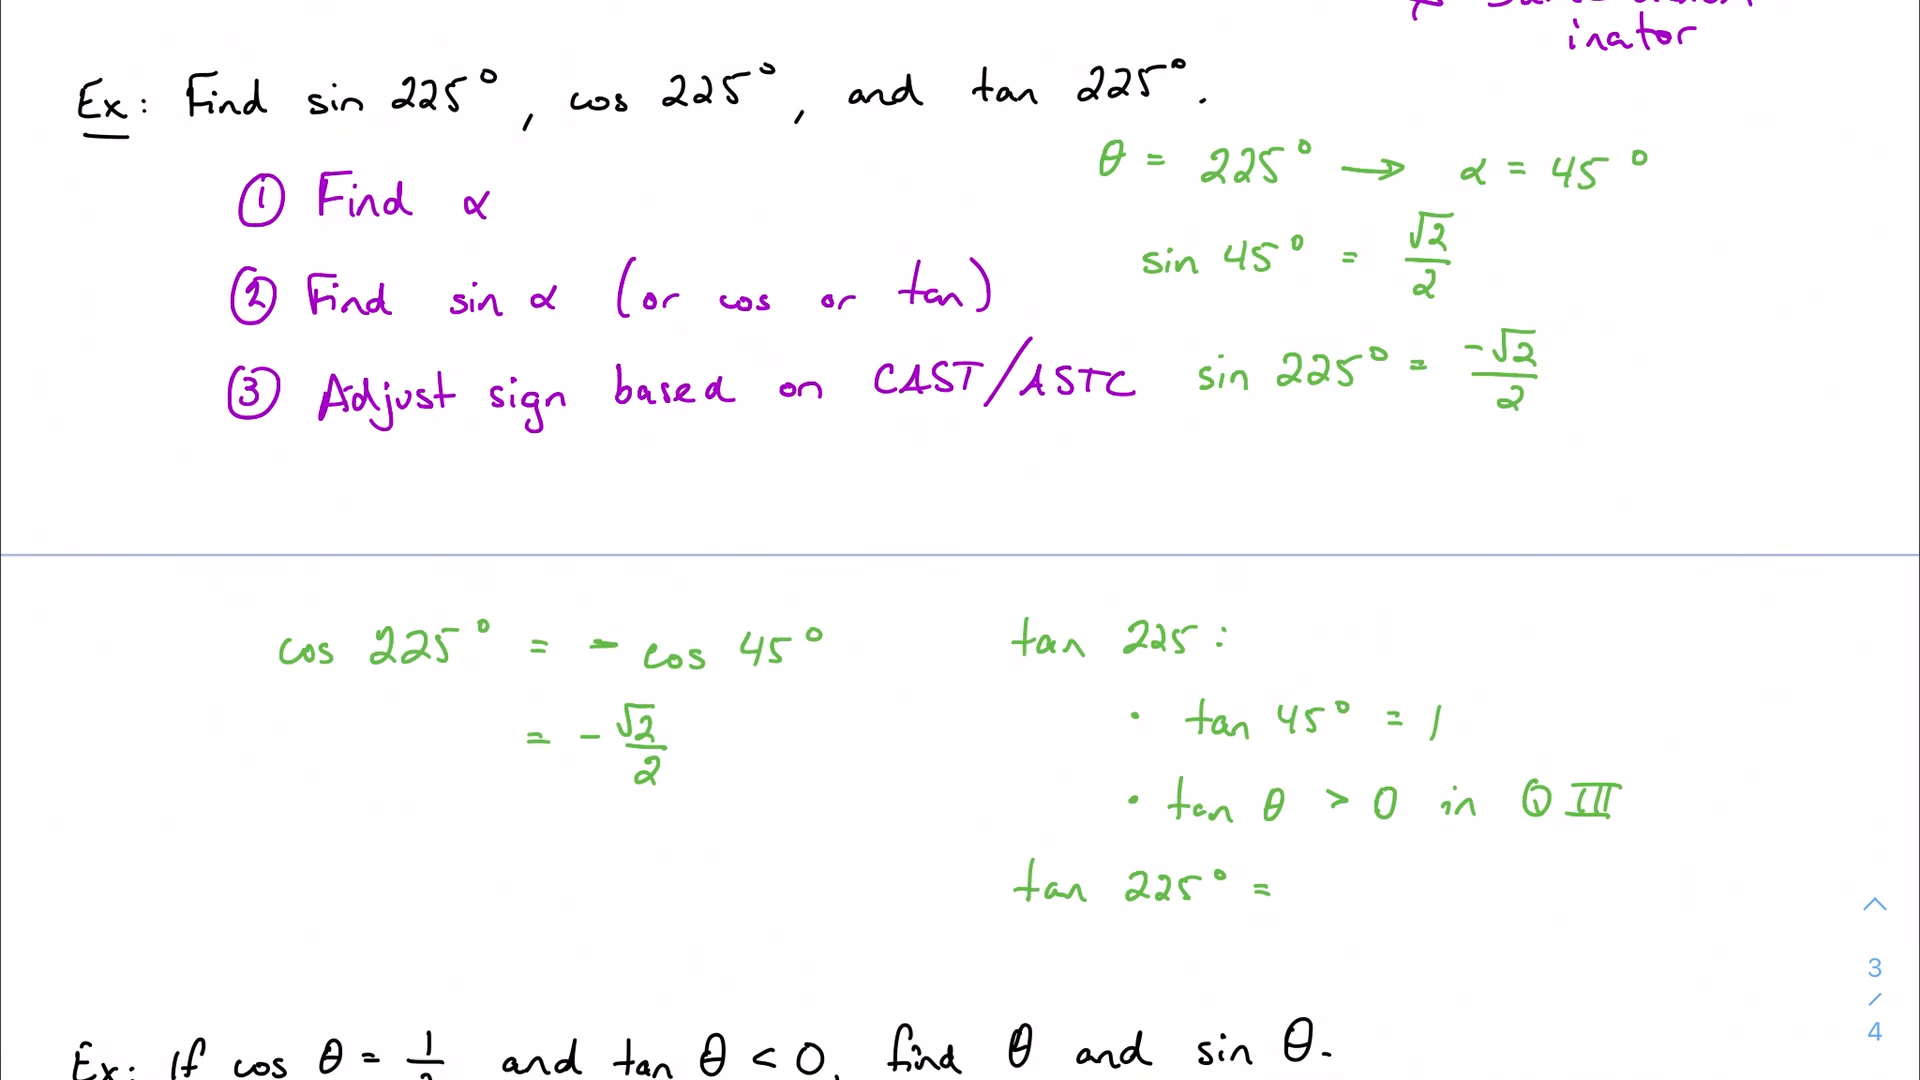 inator
Ex: Find sin 225°, cos 225°, and tan 225°.
① Find α
② Find sin α (or cos or tan)
③ Adjust sign based on CAST/ASTC
θ = 225° → α = 45°
sin 45° = √2/2
sin 225° = -√2/2
cos 225° = - cos 45°
= - √2/2
tan 225:
• tan 45° = 1
• tan θ > 0 in Q III
tan 225° =
Ex: If cos θ = 1/ and tan θ < 0, find θ and sin θ.
3
/
4